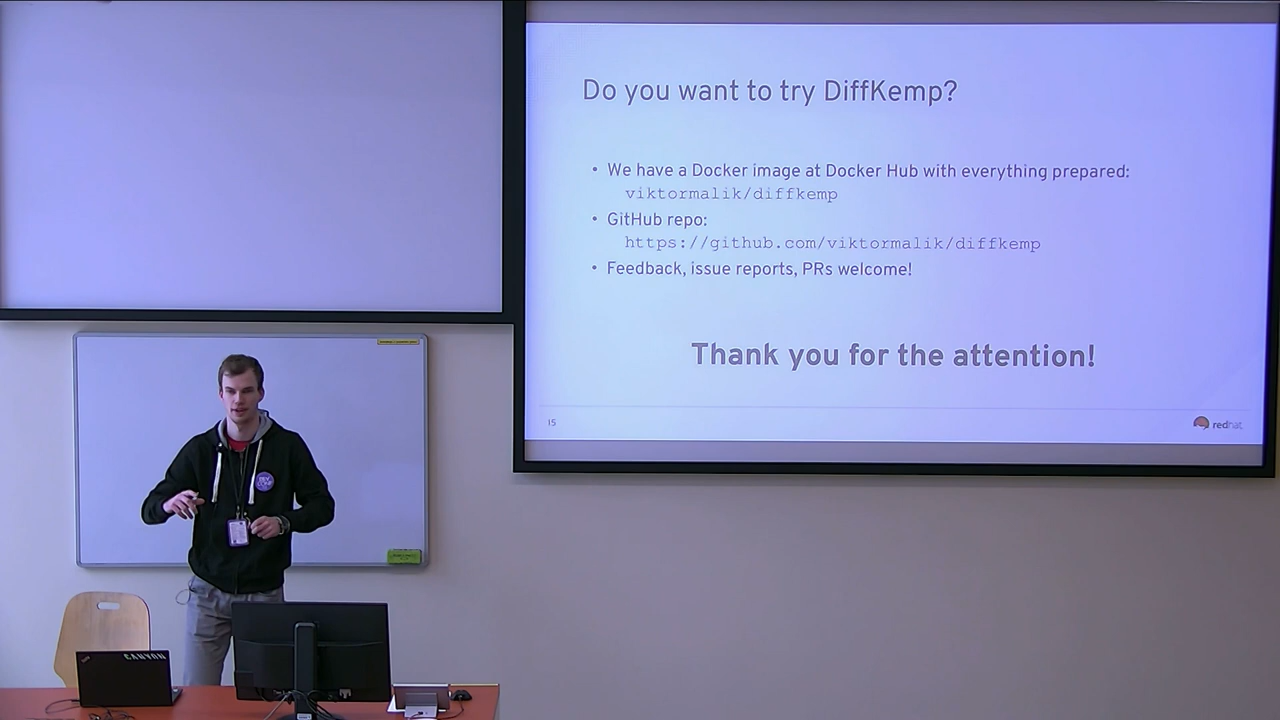 Do you want to try DiffKemp?
• We have a Docker image at Docker Hub with everything prepared:
viktormalik/diffkemp
• GitHub repo:
https://github.com/viktormalik/diffkemp
• Feedback, issue reports, PRs welcome!
Thank you for the attention!
15
redhat
CANYON